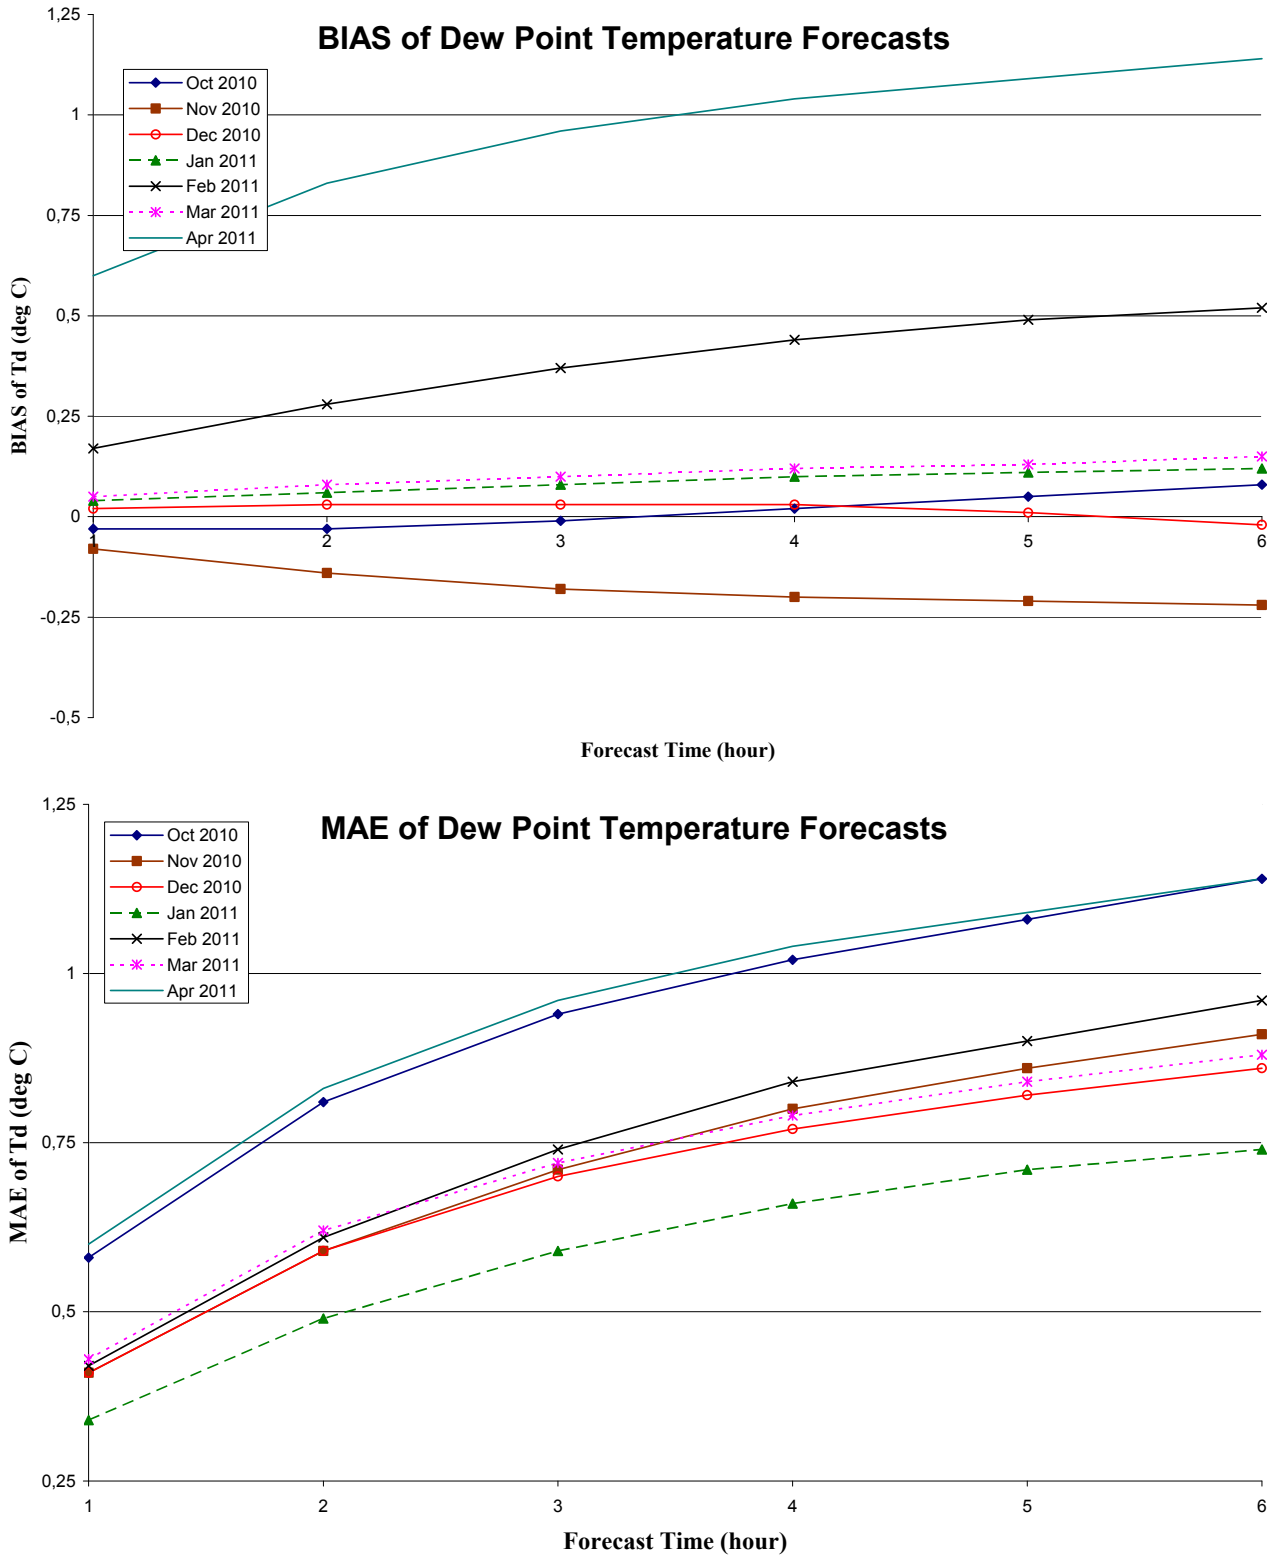 BIAS of Dew Point Temperature Forecasts
1,25
1
0,75
0,5
0,25
0
-0,25
-0,5
BIAS of Td (deg C)
Oct 2010
Nov 2010
Dec 2010
Jan 2011
Feb 2011
Mar 2011
Apr 2011
1 2 3 4 5 6
Forecast Time (hour)
MAE of Dew Point Temperature Forecasts
1,25
1
0,75
0,5
0,25
MAE of Td (deg C)
Oct 2010
Nov 2010
Dec 2010
Jan 2011
Feb 2011
Mar 2011
Apr 2011
1 2 3 4 5 6
Forecast Time (hour)